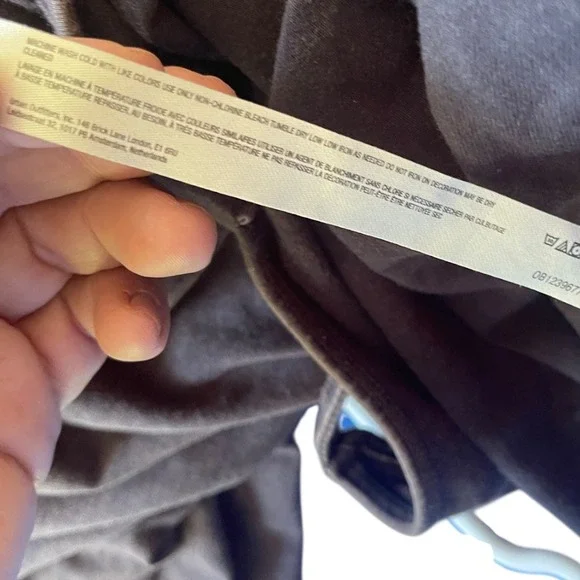 MACHINE WASH COLD WITH LIKE COLORS USE ONLY NON-CHLORINE BLEACH TUMBLE DRY LOW LOW IRON AS NEEDED DO NOT IRON ON DECORATION MAY BE DRY
CLEANED
LAVAGE EN MACHINE À TEMPÉRATURE FROIDE AVEC COULEURS SIMILAIRES UTILISER UN AGENT DE BLANCHIMENT SANS CHLORE SI NÉCESSAIRE SECHER PAR CULBUTAGE
À BASSE TEMPÉRATURE REPASSER, AU BESOIN, À TRÈS BASSE TEMPÉRATURE NE PAS REPASSER LA DÉCORATION PEUT-ÊTRE ÊTRE NETTOYÉE SEC
Urban Outfitters, Inc. 146 Brick Lane London, E1 6RU
32, 1017 PS Amsterdam, Netherlands
08123967